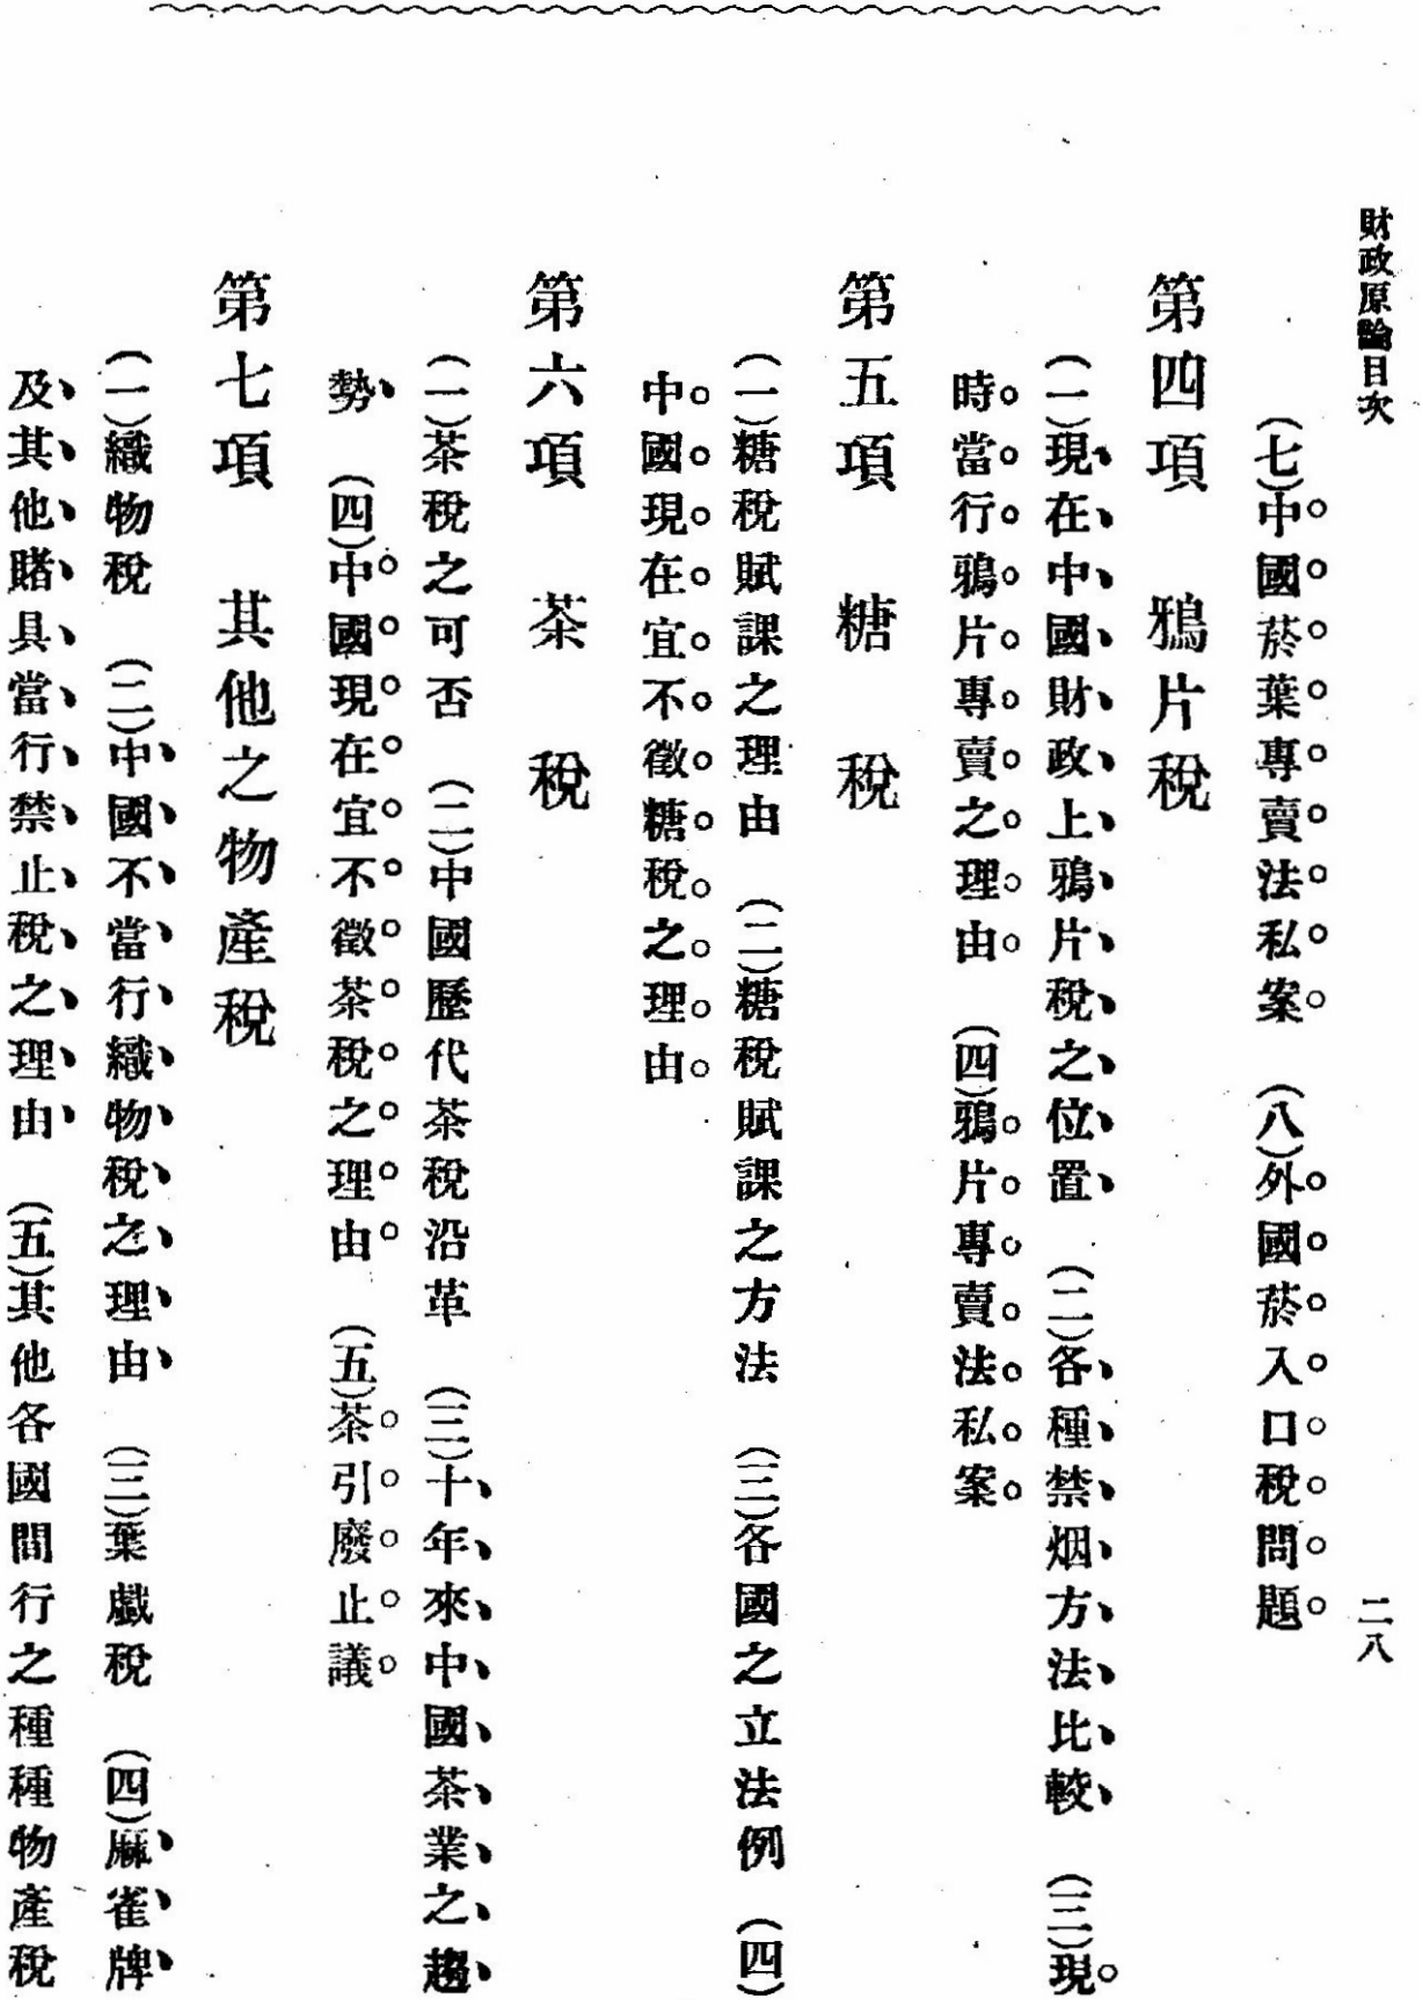 財政原論目次
二八
(七)中國菸葉專賣法私案 (八)外國菸入口稅問題
第四項 鴉片稅
(一)現在中國財政上鴉片稅之位置 (二)各種禁烟方法比較 (三)現
時當行鴉片專賣之理由 (四)鴉片專賣法私案
第五項 糖稅
(一)糖稅賦課之理由 (二)糖稅賦課之方法 (三)各國之立法例 (四)
中國現在宜不徵糖稅之理由
第六項 茶稅
(一)茶稅之可否 (二)中國歷代茶稅沿革 (三)十年來中國茶業之趨
勢 (四)中國現在宜不徵茶稅之理由 (五)茶引廢止議
第七項 其他之物產稅
(一)織物稅 (二)中國不當行織物稅之理由 (三)葉戲稅 (四)麻雀牌
及其他賭具當行禁止稅之理由 (五)其他各國間行之種種物產稅